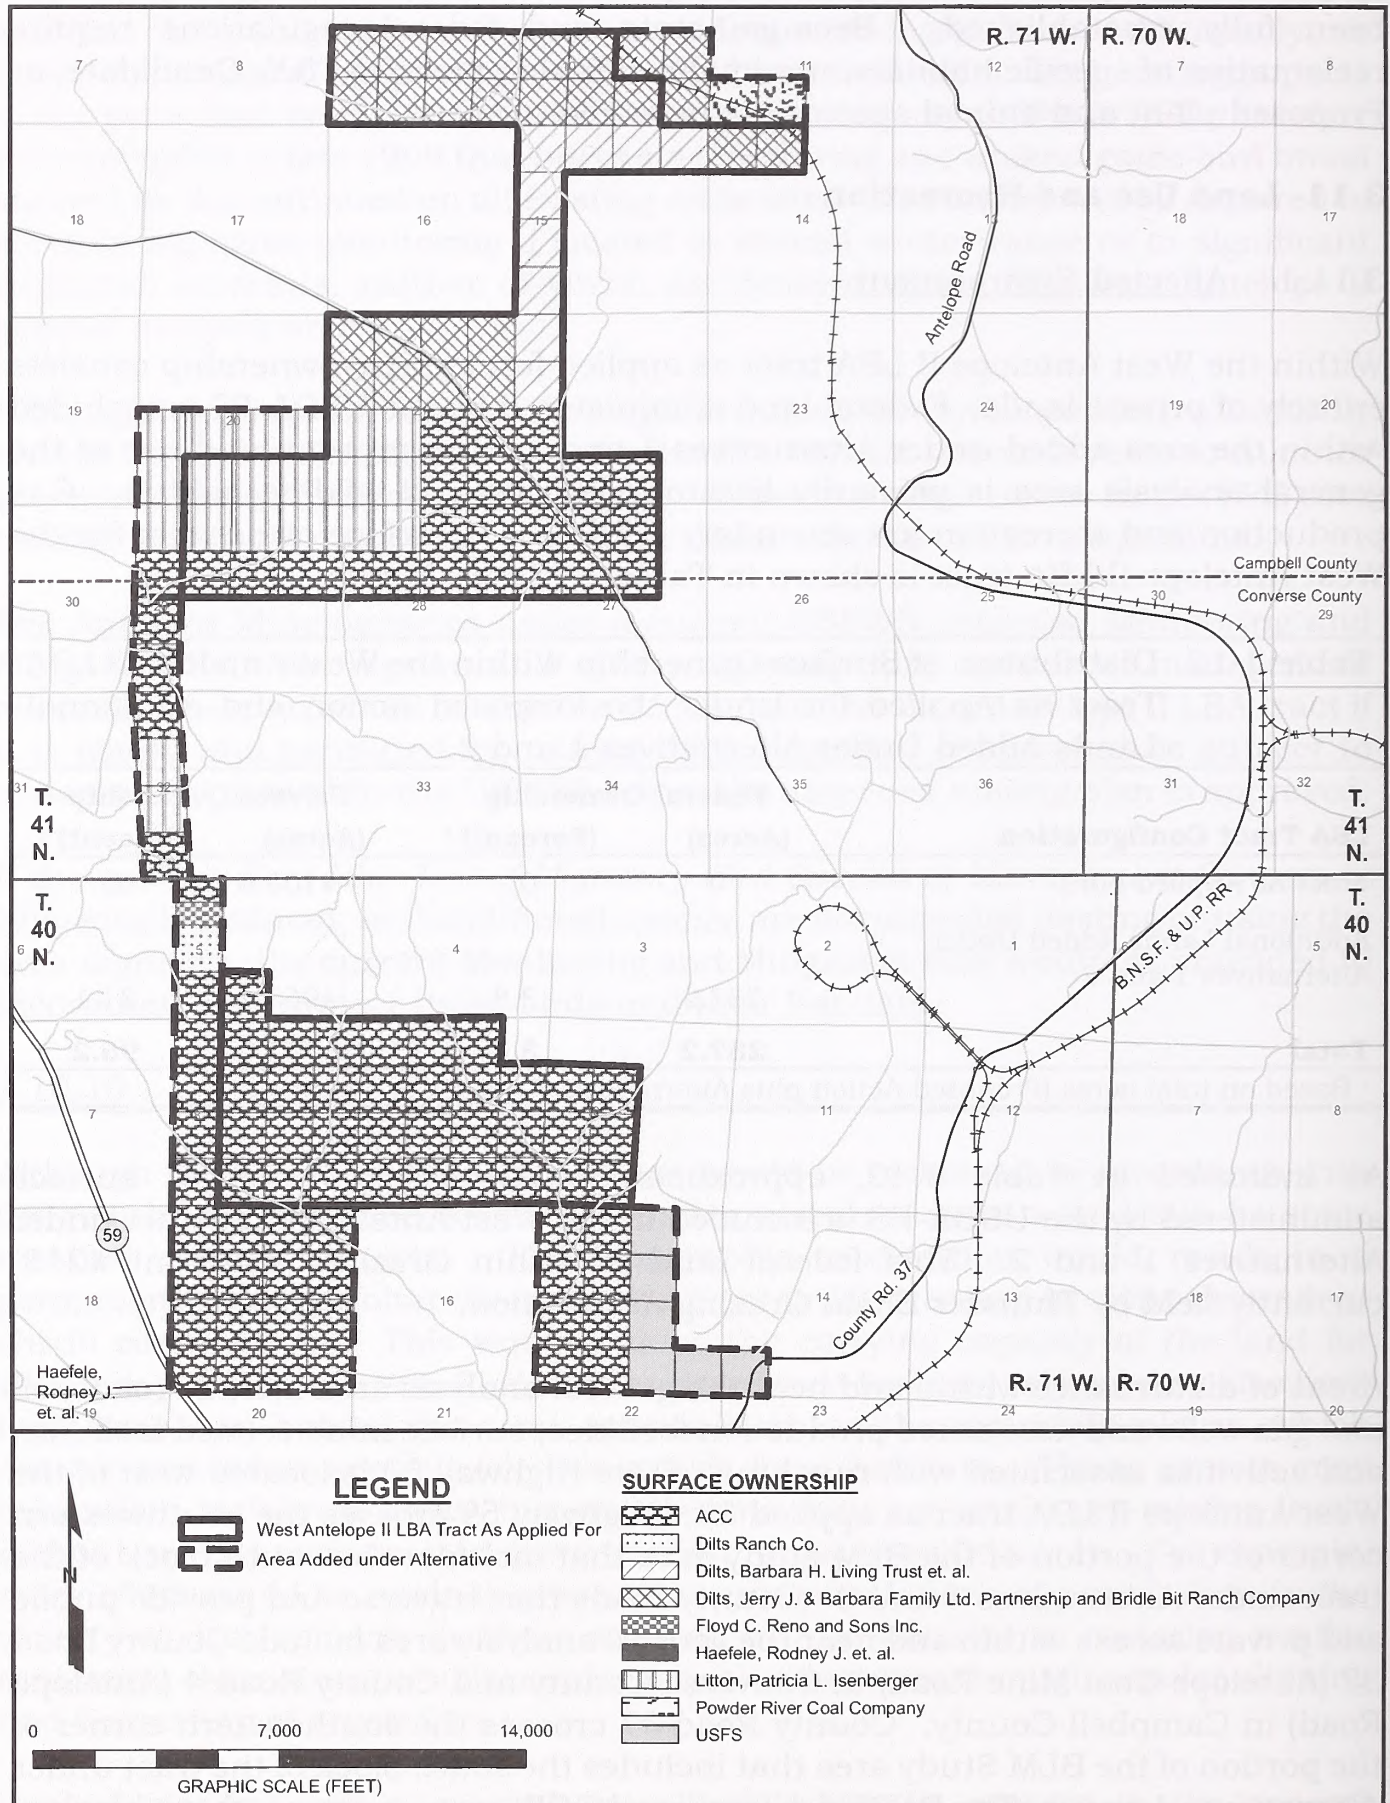 R. 71 W. R. 70 W.
7 8 11 12 7 8
18 17 16 15 14 13 18 17
Antelope Road
19 20 22 23 24 19 20
Campbell County
Converse County
30 28 27 26 25 30 29
31 32 33 34 35 36 31 32
T.
41
N.
T.
41
N.
T.
40
N.
T.
40
N.
6 5 4 3 2 1 6 5
B.N.S.F. & U.P. RR
7 11 12 7 8
59
18 16 14 13 18 17
County Rd. 37
Haefele,
Rodney J.
et. al.
R. 71 W. R. 70 W.
19 20 21 22 23 24 19 20
LEGEND
West Antelope II LBA Tract As Applied For
Area Added under Alternative 1
N
0 7,000 14,000
GRAPHIC SCALE (FEET)
SURFACE OWNERSHIP
ACC
Dilts Ranch Co.
Dilts, Barbara H. Living Trust et. al.
Dilts, Jerry J. & Barbara Family Ltd. Partnership and Bridle Bit Ranch Company
Floyd C. Reno and Sons Inc.
Haefele, Rodney J. et. al.
Litton, Patricia L. Isenberger
Powder River Coal Company
USFS